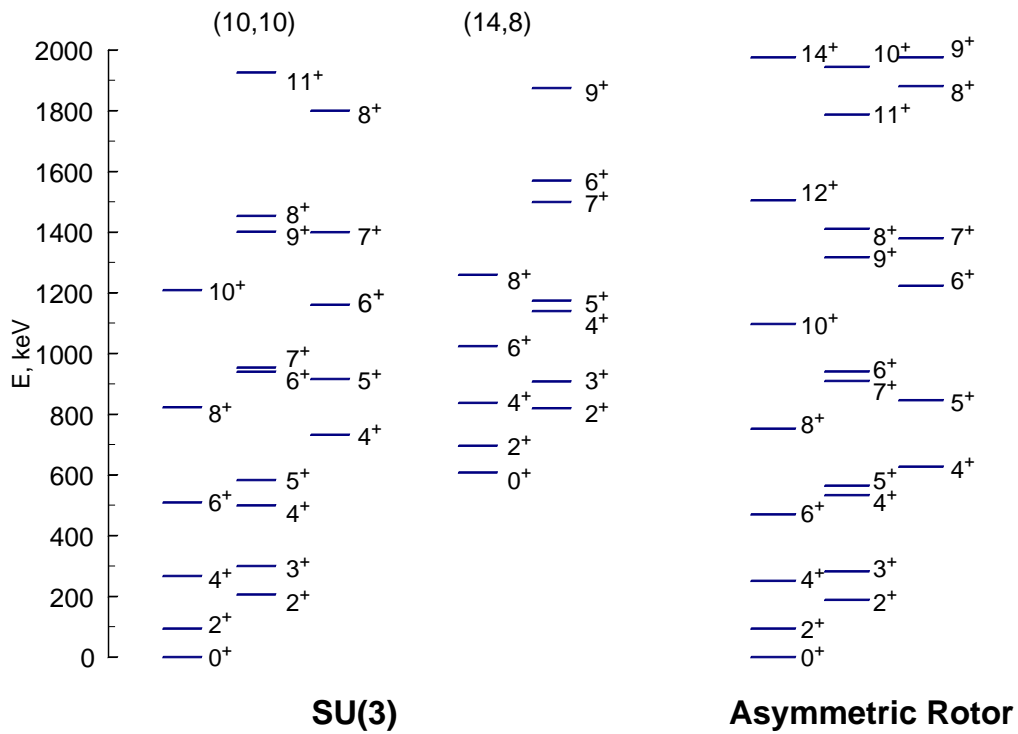 (10,10) (14,8)
2000 14⁺ 10⁺ 9⁺
11⁺ 9⁺ 8⁺
1800 8⁺ 11⁺
1600 6⁺
7⁺ 12⁺
1400 8⁺ 9⁺ 7⁺ 8⁺ 9⁺ 7⁺
1200 10⁺ 6⁺ 8⁺ 5⁺ 4⁺ 6⁺
1000 7⁺ 6⁺ 6⁺ 10⁺
E, keV
800 8⁺ 5⁺ 4⁺ 3⁺ 2⁺ 8⁺ 6⁺ 7⁺ 5⁺
600 5⁺ 4⁺ 2⁺ 0⁺ 5⁺ 4⁺ 4⁺
400 6⁺ 4⁺ 6⁺
200 4⁺ 3⁺ 2⁺ 4⁺ 3⁺ 2⁺
2⁺ 2⁺
0 0⁺ 0⁺
SU(3) Asymmetric Rotor